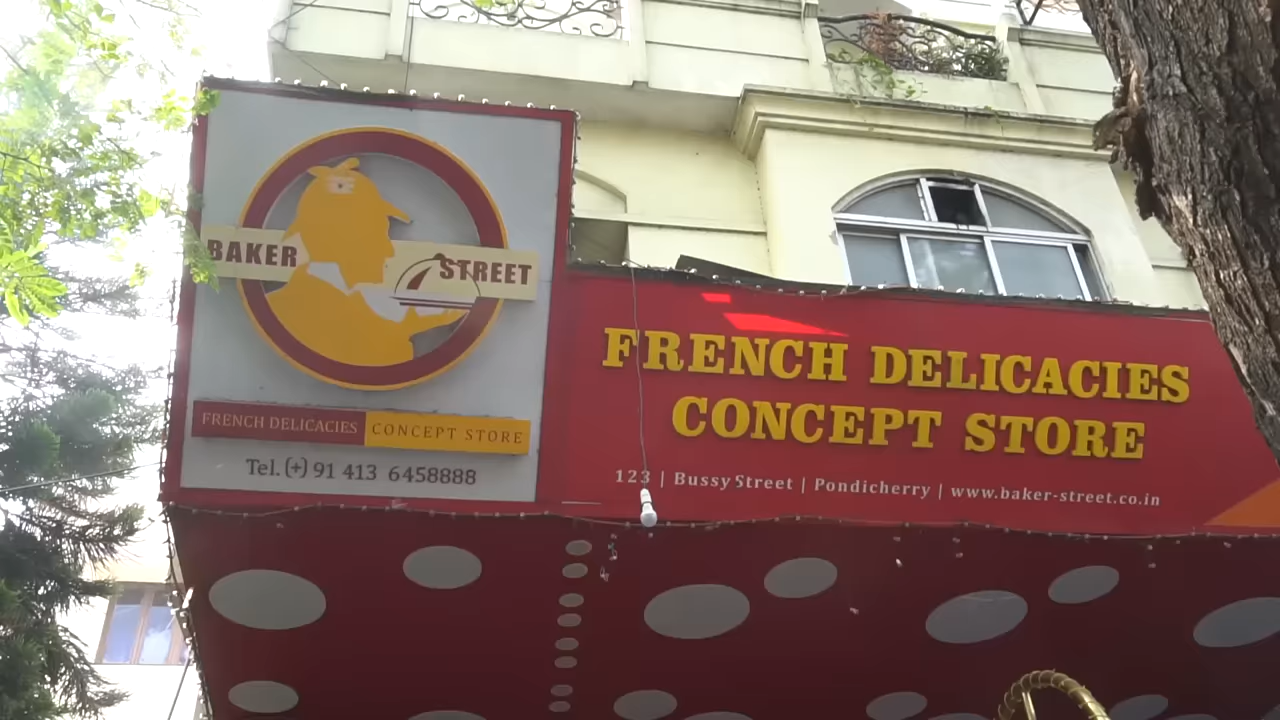 BAKER STREET
FRENCH DELICACIES CONCEPT STORE
Tel. (+) 91 413 6458888
FRENCH DELICACIES
CONCEPT STORE
123 | Bussy Street | Pondicherry | www.baker-street.co.in